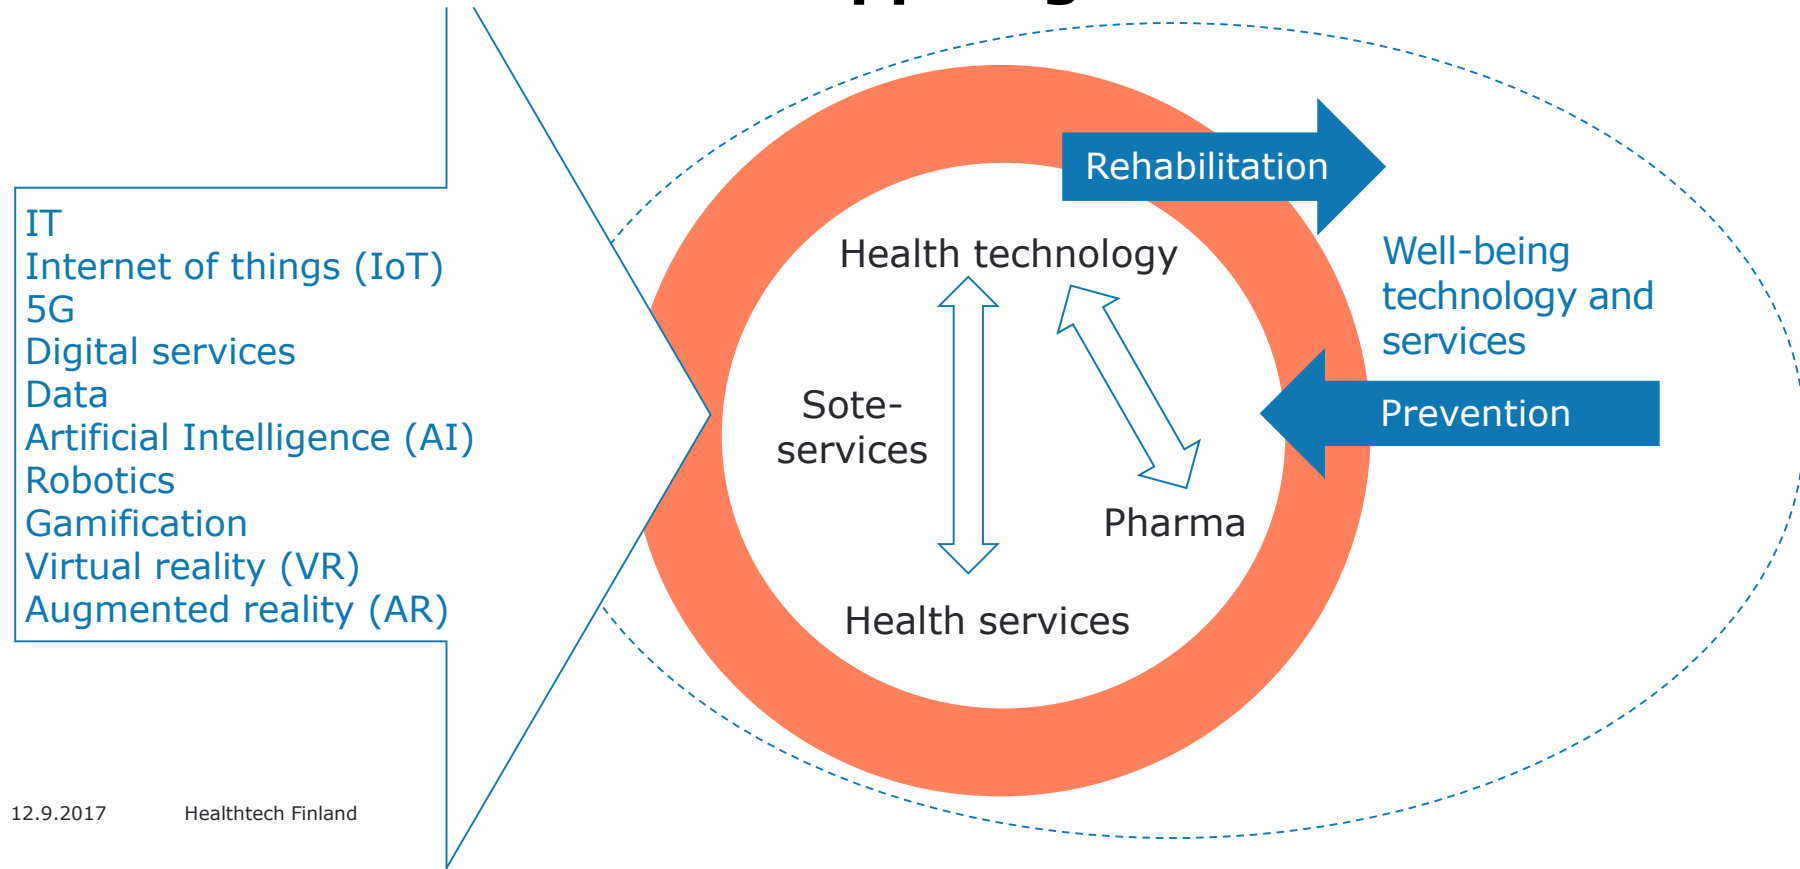 IT
Internet of things (IoT)
5G
Digital services
Data
Artificial Intelligence (AI)
Robotics
Gamification
Virtual reality (VR)
Augmented reality (AR)
Rehabilitation
Health technology
Well-being
technology and
services
Sote-
services
Prevention
Pharma
Health services
12.9.2017
Healthtech Finland